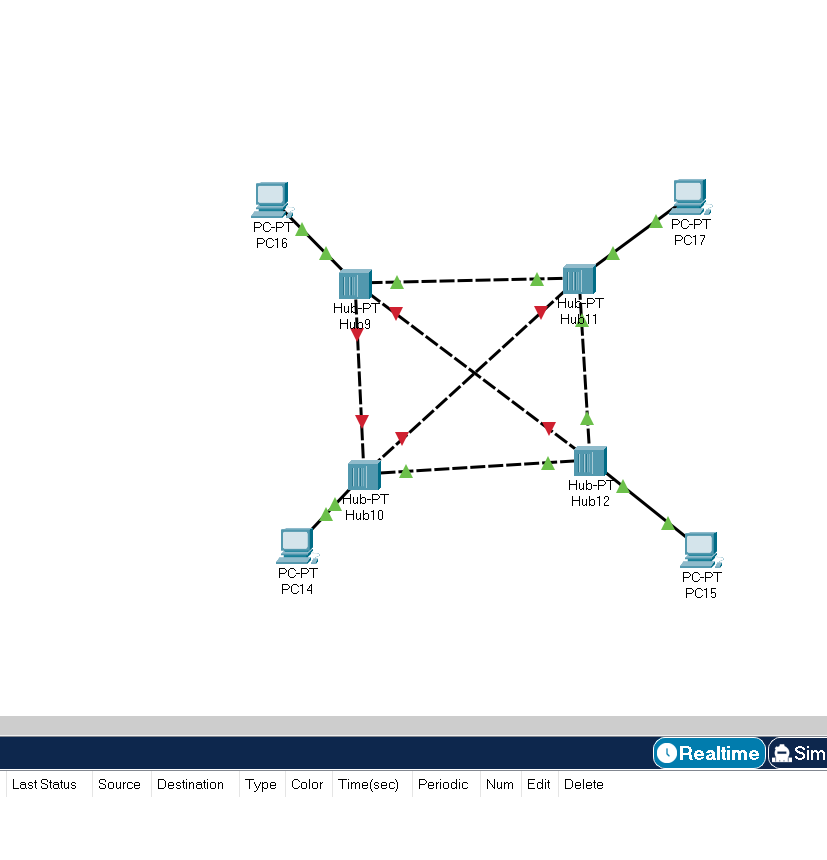 PC-PT
PC16
PC-PT
PC17
Hub-PT
Hub9
Hub-PT
Hub11
Hub-PT
Hub10
Hub-PT
Hub12
PC-PT
PC14
PC-PT
PC15
Realtime
Sim
Last Status Source Destination Type Color Time(sec) Periodic Num Edit Delete